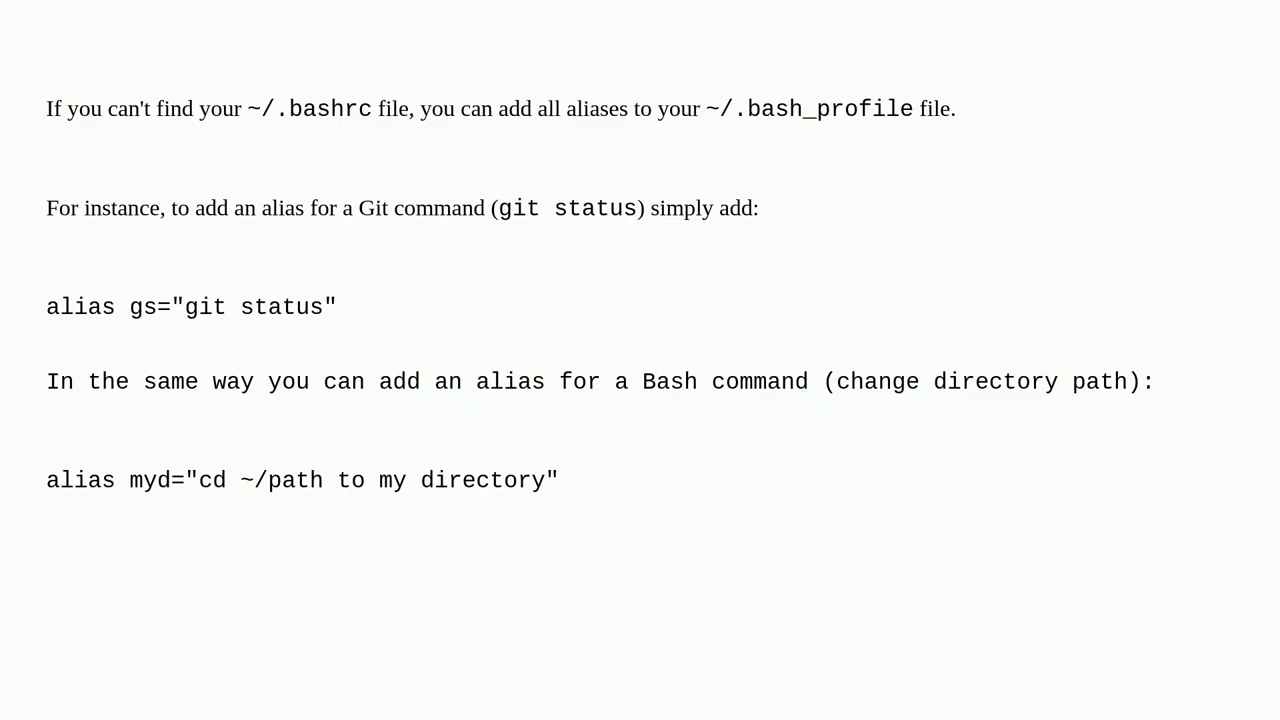 If you can't find your ~/.bashrc file, you can add all aliases to your ~/.bash_profile file.
For instance, to add an alias for a Git command (git status) simply add:
alias gs="git status"
In the same way you can add an alias for a Bash command (change directory path):
alias myd="cd ~/path to my directory"